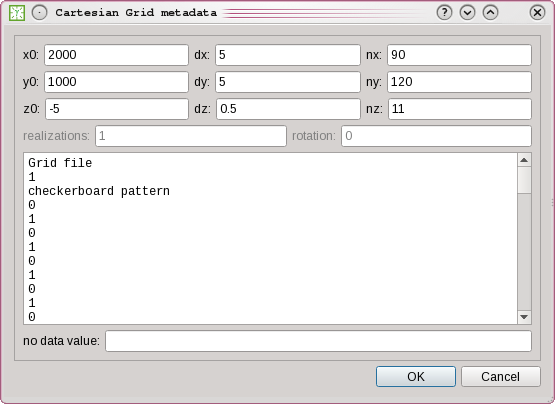 Cartesian Grid metadata
x0: 2000 dx: 5 nx: 90
y0: 1000 dy: 5 ny: 120
z0: -5 dz: 0.5 nz: 11
realizations: 1 rotation: 0
Grid file
1
checkerboard pattern
0
1
0
1
0
1
0
1
0
no data value:
OK Cancel